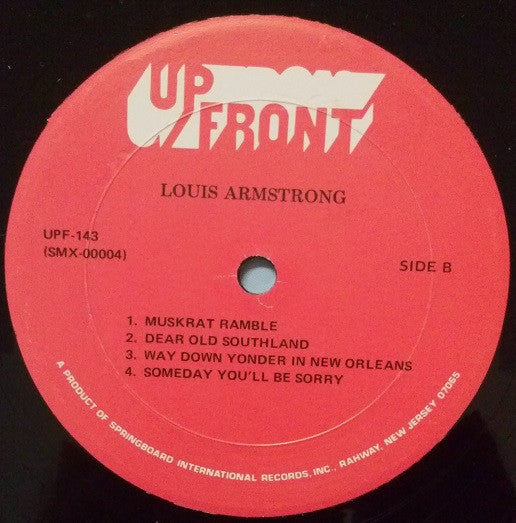 UP
FRONT
LOUIS ARMSTRONG
UPF-143
(SMX-00004)
SIDE B
1. MUSKRAT RAMBLE
2. DEAR OLD SOUTHLAND
3. WAY DOWN YONDER IN NEW ORLEANS
4. SOMEDAY YOU'LL BE SORRY
A PRODUCT OF SPRINGBOARD INTERNATIONAL RECORDS, INC., RAHWAY, NEW JERSEY 07065